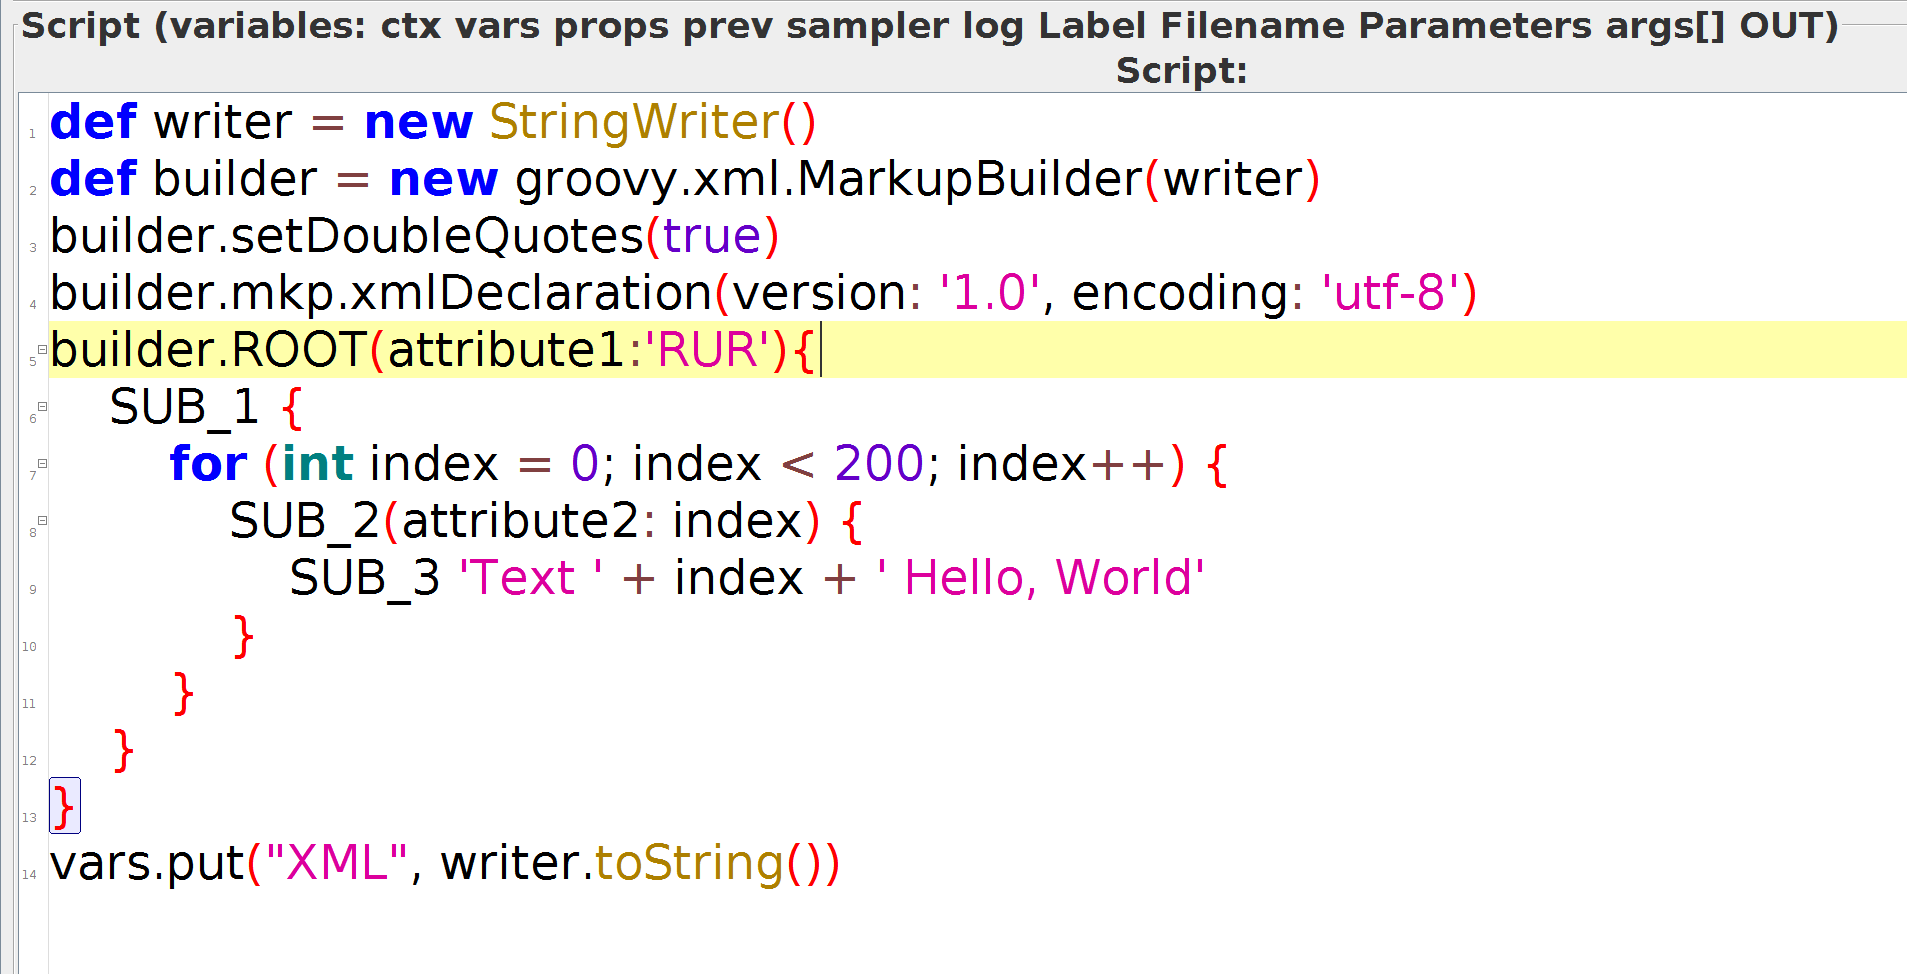 Script (variables: ctx vars props prev sampler log Label Filename Parameters args[] OUT)
Script:
1 def writer = new StringWriter()
2 def builder = new groovy.xml.MarkupBuilder(writer)
3 builder.setDoubleQuotes(true)
4 builder.mkp.xmlDeclaration(version: '1.0', encoding: 'utf-8')
5 builder.ROOT(attribute1:'RUR'){
6     SUB_1 {
7         for (int index = 0; index < 200; index++) {
8             SUB_2(attribute2: index) {
9                 SUB_3 'Text ' + index + ' Hello, World'
10             }
11         }
12     }
13 }
14 vars.put("XML", writer.toString())